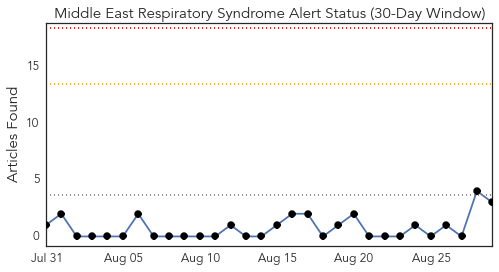 Middle East Respiratory Syndrome Alert Status (30-Day Window)
Articles Found
15
10
5
0
Jul 31
Aug 05
Aug 10
Aug 15
Aug 20
Aug 25